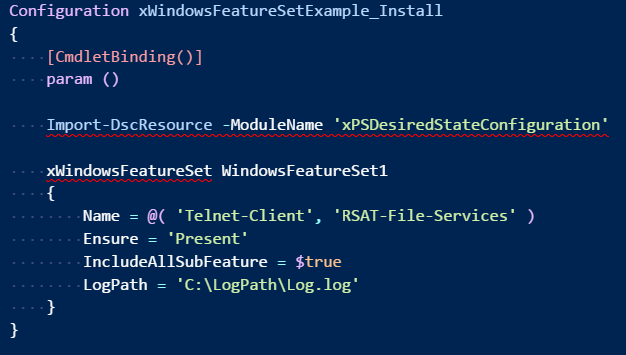 Configuration xWindowsFeatureSetExample_Install
{
    [CmdletBinding()]
    param ()

    Import-DscResource -ModuleName 'xPSDesiredStateConfiguration'

    xWindowsFeatureSet WindowsFeatureSet1
    {
        Name = @( 'Telnet-Client', 'RSAT-File-Services' )
        Ensure = 'Present'
        IncludeAllSubFeature = $true
        LogPath = 'C:\LogPath\Log.log'
    }
}